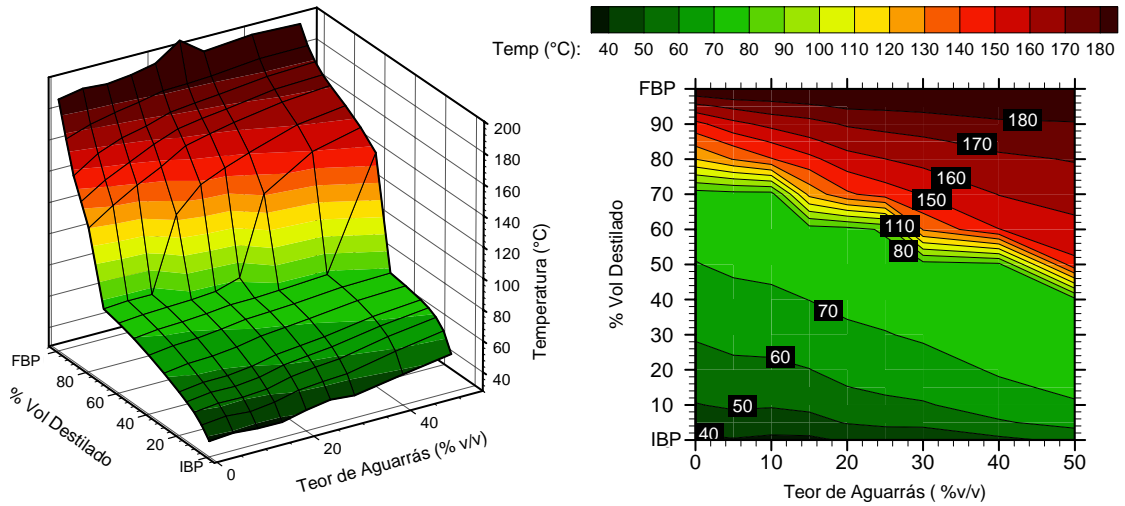 Temp (°C):
40 50 60 70 80 90 100 110 120 130 140 150 160 170 180
200
180
160
140
120
100
80
60
40
Temperatura (°C)
FBP
80
60
40
20
IBP
% Vol Destilado
0
20
40
Teor de Aguarrás (% v/v)
FBP
90
80
70
60
50
40
30
20
10
IBP
% Vol Destilado
180
170
160
150
110
80
70
60
50
40
0 10 20 30 40 50
Teor de Aguarrás ( %v/v)